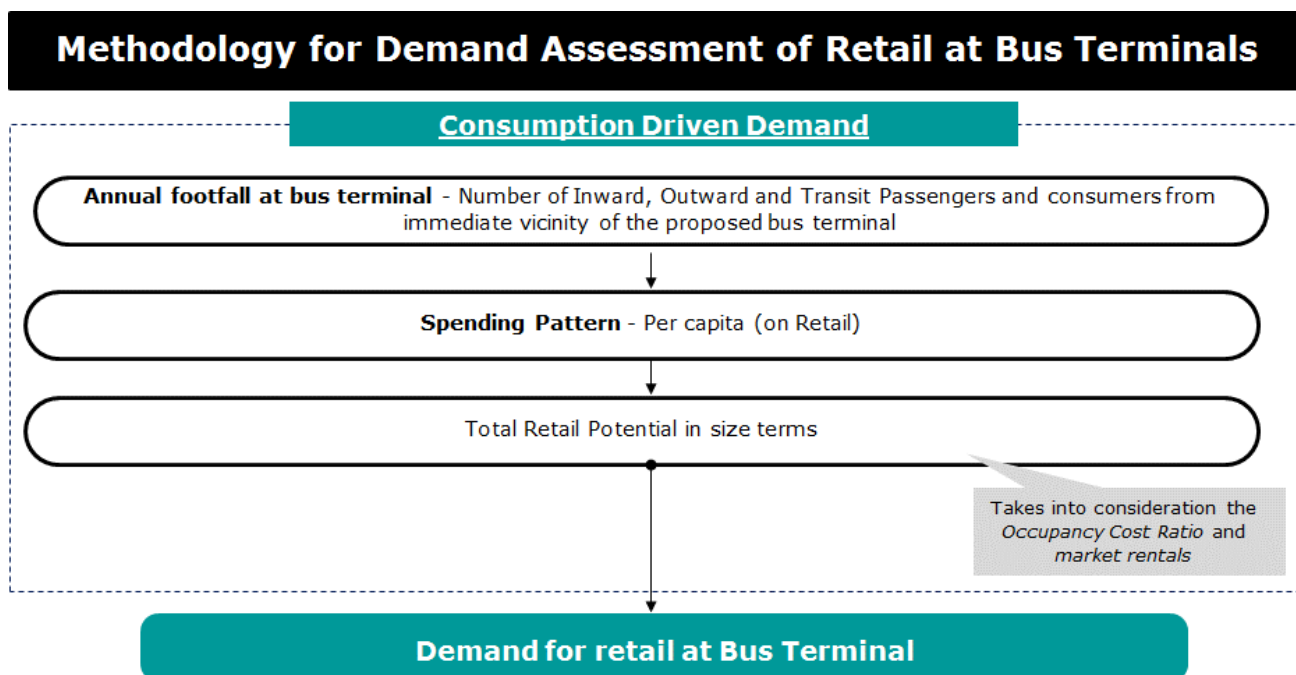 Methodology for Demand Assessment of Retail at Bus Terminals
Consumption Driven Demand
Annual footfall at bus terminal - Number of Inward, Outward and Transit Passengers and consumers from
immediate vicinity of the proposed bus terminal
Spending Pattern - Per capita (on Retail)
Total Retail Potential in size terms
Takes into consideration the
Occupancy Cost Ratio and
market rentals
Demand for retail at Bus Terminal